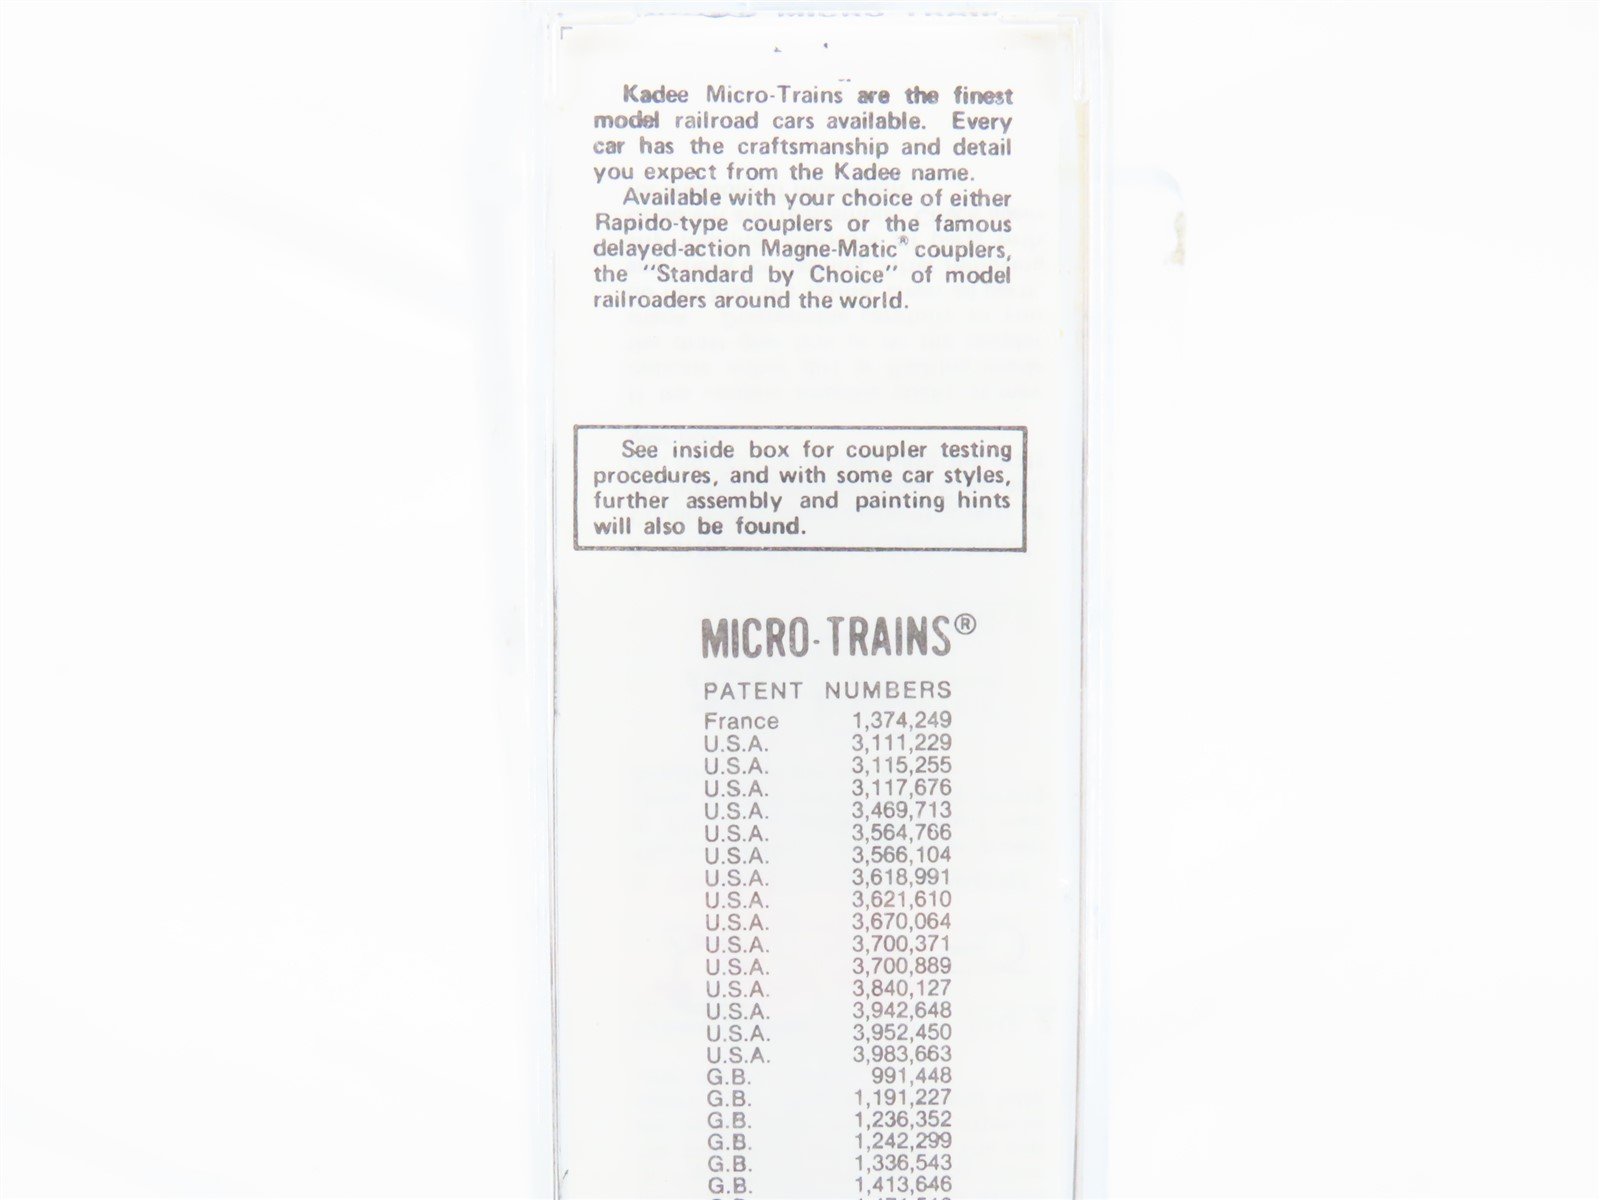 MICRO TRAIN
Kadee Micro-Trains are the finest
model railroad cars available. Every
car has the craftsmanship and detail
you expect from the Kadee name.
Available with your choice of either
Rapido-type couplers or the famous
delayed-action Magne-Matic® couplers,
the "Standard by Choice" of model
railroaders around the world.
See inside box for coupler testing
procedures, and with some car styles,
further assembly and painting hints
will also be found.
MICRO-TRAINS®
PATENT NUMBERS
France 1,374,249
U.S.A. 3,111,229
U.S.A. 3,115,255
U.S.A. 3,117,676
U.S.A. 3,469,713
U.S.A. 3,564,766
U.S.A. 3,566,104
U.S.A. 3,618,991
U.S.A. 3,621,610
U.S.A. 3,670,064
U.S.A. 3,700,371
U.S.A. 3,700,889
U.S.A. 3,840,127
U.S.A. 3,942,648
U.S.A. 3,952,450
U.S.A. 3,983,663
G.B. 991,448
G.B. 1,191,227
G.B. 1,236,352
G.B. 1,242,299
G.B. 1,336,543
G.B. 1,413,646